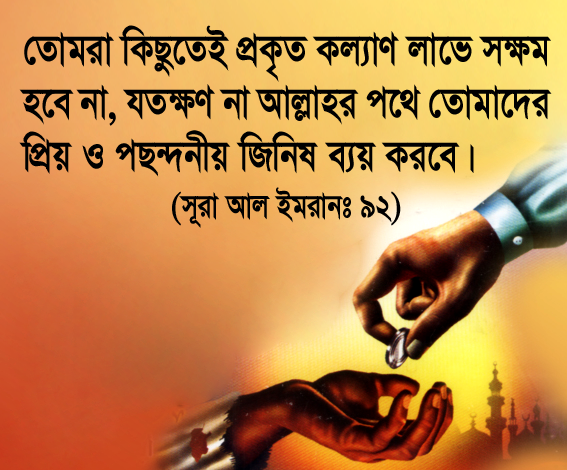 তোমরা কিছুতেই প্রকৃত কল্যাণ লাভে সক্ষম
হবে না, যতক্ষণ না আল্লাহর পথে তোমাদের
প্রিয় ও পছন্দনীয় জিনিষ ব্যয় করবে।
(সূরা আল ইমরানঃ ৯২)